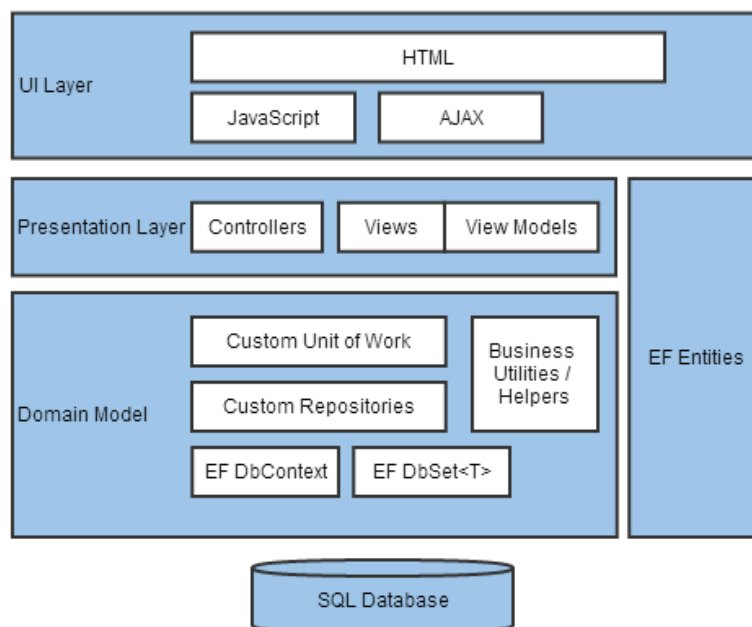 UI Layer
HTML
JavaScript
AJAX
Presentation Layer
Controllers
Views
View Models
Domain Model
Custom Unit of Work
Custom Repositories
Business
Utilities /
Helpers
EF DbContext
EF DbSet<T>
EF Entities
SQL Database